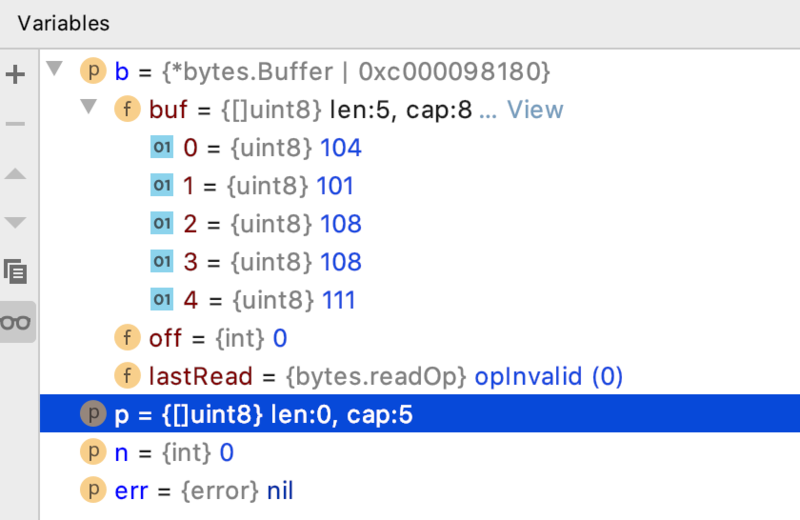 Variables
p b = {*bytes.Buffer | 0xc000098180}
f buf = {[]uint8} len:5, cap:8 ... View
01 0 = {uint8} 104
01 1 = {uint8} 101
01 2 = {uint8} 108
01 3 = {uint8} 108
01 4 = {uint8} 111
f off = {int} 0
f lastRead = {bytes.readOp} opInvalid (0)
p p = {[]uint8} len:0, cap:5
p n = {int} 0
p err = {error} nil